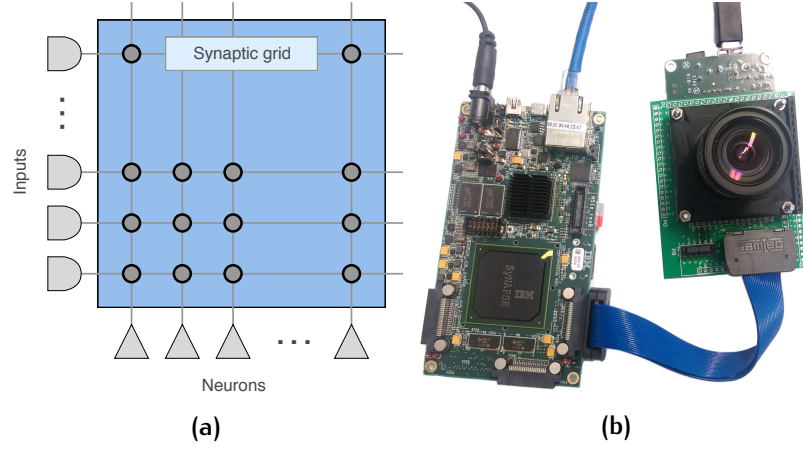 Synaptic grid
Inputs
Neurons
(a)
IBM
SyNAPSE
samtec
(b)